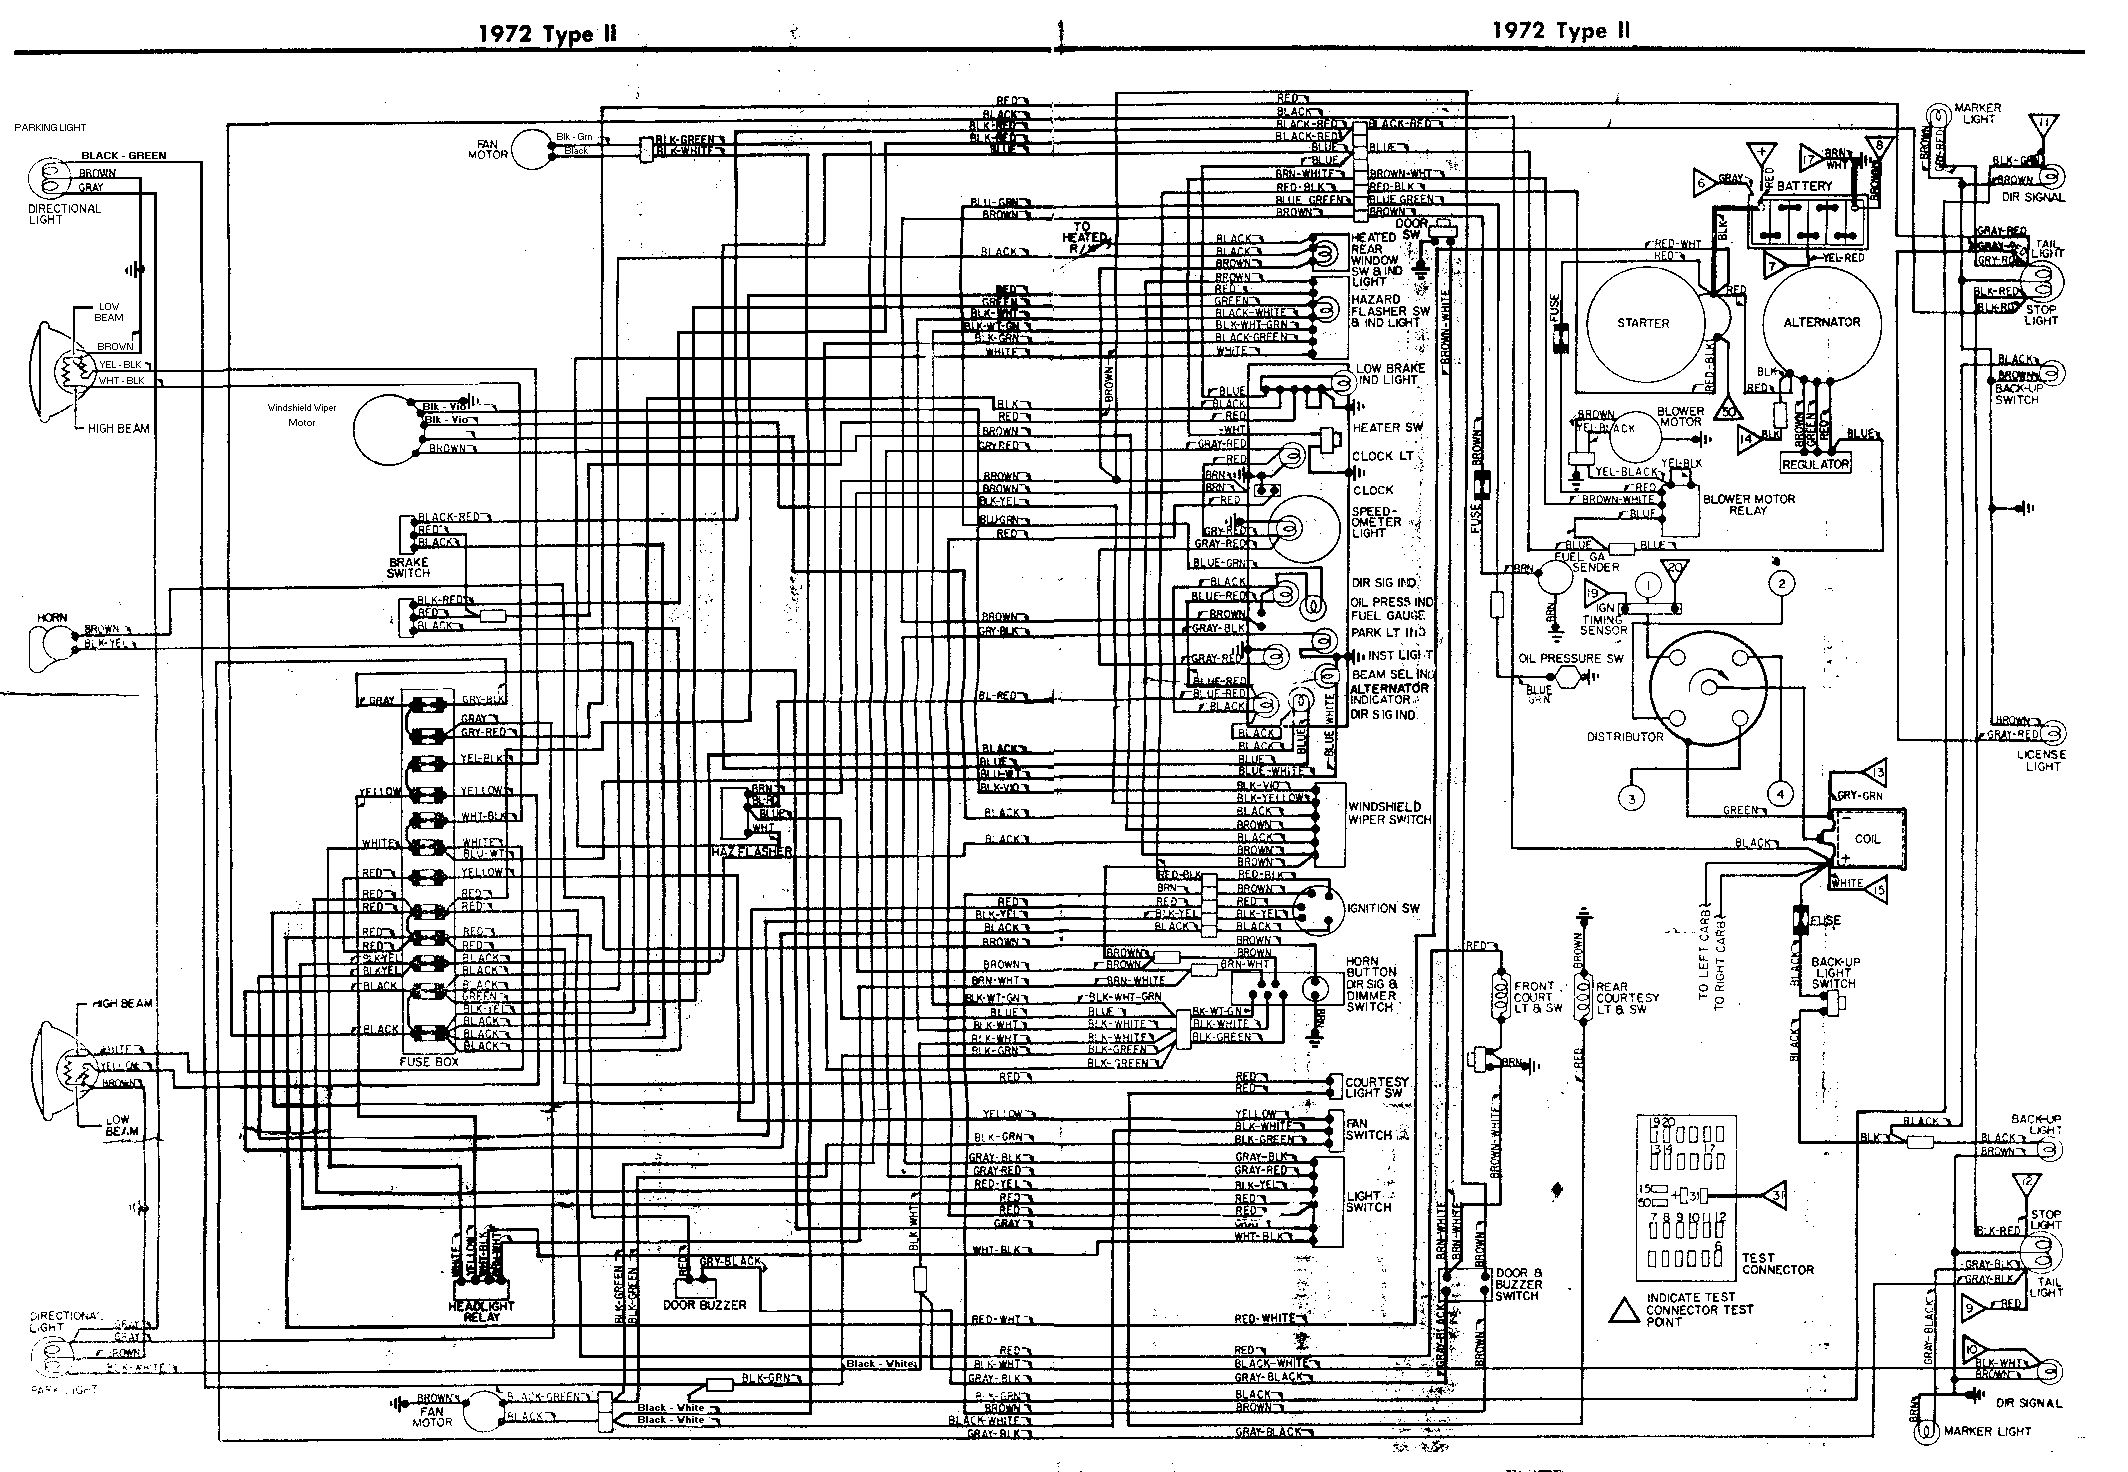 1972 Type II
1972 Type II
PARKING LIGHT
BLACK - GREEN
BROWN
GRAY
DIRECTIONAL
LIGHT
LOW
BEAM
BROWN
YEL - BLK
WHT - BLK
HIGH BEAM
FAN
MOTOR
Blk - Grn
Black
BLK-GREEN
BLK-WHITE
Windshield Wiper
Motor
Blk - Vio
Blk - Vio
BROWN
BLACK-RED
RED
BLACK
BRAKE
SWITCH
BLK-RED
RED
BLACK
HORN
BROWN
BLK-YEL
GRAY
GRY-BLK
GRAY
GRY-RED
YEL-BLK
YELLOW
YELLOW
WHT-BLK
WHITE
WHITE
BLU-WT
RED
YELLOW
RED
RED
RED
RED
RED
RED
RED
RED
BLK-YEL
BLACK
BLKYEL
BLACK
BLACK
BLACK
GREEN
BLK-YEL
BLACK
BLACK
BLACK
BLACK
FUSE BOX
HIGH BEAM
WHITE
YELLOW
BROWN
LOW
BEAM
BRN
BL-RD
BLUE
WHT
HAZ FLASHER
WHITE
YELLOW
WHT-BLK
HEADLIGHT
RELAY
BLK-GREEN
BLK-GREEN
RED
GRY-BLACK
DOOR BUZZER
DIRECTIONAL
LIGHT
GRAY
GRAY
BROWN
BLK-WHITE
PARK LIGHT
BROWN
FAN
MOTOR
BLACK-GREEN
BLACK
Black - White
Black - White
BLK-GRN
Black - White
BLK WHT
RED
BLACK
BLK-RED
BLK-RED
BLUE
BLU-GRN
BROWN
BLACK
RED
GREEN
BLK-WHT
BLK-WT-GN
BLK-GRN
WHITE
BLK
RED
BROWN
GRY-RED
BROWN
BROWN
BLK-YEL
BLU-GRN
RED
BROWN
GRY-BLK
BL-RED
BLACK
BLUE
BLU-WT
BLK-VIO
BLACK
BLACK
RED
BLK-YEL
BLACK
BROWN
BROWN
BRN-WHT
BLK-WT-GN
BLUE
BLK-WHT
BLK-WHT
BLK-GRN
RED
YELLOW
BLK-GRN
GRAY-BLK
GRAY-RED
RED-YEL
RED
RED
GRAY
WHT-BLK
RED-WHT
RED
BLK-WHT
GRAY-BLK
BLK-GRN
BROWN
BLACK-WHITE
GRAY-BLK
TO
HEATED
R/W
BROWN
RED
BLACK
BLACK-RED
BLACK-RED
BLUE
BLUE
BRN-WHITE
RED-BLK
BLUE GREEN
BROWN
BLACK-RED
BLUE
BROWN-WHT
RED-BLK
BLUE GREEN
BROWN
DOOR
SW
BLACK
BLACK
BROWN
HEATED
REAR
WINDOW
SW & IND
LIGHT
BROWN
RED
GREEN
BLACK-WHITE
BLK-WHT-GRN
BLACK-GREEN
WHITE
HAZARD
FLASHER SW
& IND LIGHT
LOW BRAKE
IND LIGHT
BLUE
BLACK
RED
WHT
HEATER SW
GRAY-RED
RED
CLOCK LT
BRN
BRN
RED
CLOCK
SPEED-
OMETER
LIGHT
GRY-RED
GRAY-RED
BLUE-GRN
BLACK
BLUE-RED
BROWN
GRAY-BLK
DIR SIG IND
OIL PRESS IND
FUEL GAUGE
PARK LT IND
INST LIGHT
GRAY-RED
BLUE-RED
BLUE-RED
BLACK
BEAM SEL IND
ALTERNATOR
INDICATOR
DIR SIG IND.
BLACK
BLACK
BLUE
BLUE-WHITE
BLUE
BLUE WHITE
BLK-VIO
BLK-YELLOW
BLACK
BROWN
BLACK
BROWN
BROWN
WINDSHIELD
WIPER SWITCH
RED-BLK
RED-BLK
BRN
BROWN
RED
RED
BLK-YEL
BLK-YEL
BLACK
BLACK
IGNITION SW
BROWN
BROWN
BROWN
BRN-WHT
BRN-WHITE
BLK-WHT-GRN
BLUE
BLK-WHITE
BLK-GREEN
BLK-GREEN
BK-WT-GN
BLK-WHITE
BLK-GREEN
BRN
HORN
BUTTON
DIR SIG &
DIMMER
SWITCH
RED
RED
COURTESY
LIGHT SW
YELLOW
BLK-WHITE
BLK-GREEN
FAN
SWITCH
GRAY-BLK
GRAY-RED
BLK-YEL
RED
RED
GRAY
WHT-BLK
LIGHT
SWITCH
RED-WHITE
RED
BLACK-WHITE
GRAY-BLACK
BLACK
BROWN
GRAY-BLACK
BROWN-WHITE
FUSE
BROWN
RED-WHT
RED
FUSE
STARTER
BLK
RED
RED-BLK
ALTERNATOR
BATTERY
GRAY
RED
BRN
WHT
BROWN
YEL-RED
6
+
17
8
7
50
14
BLK
RED
BLK
BROWN
GREEN
RED
BLUE
REGULATOR
BROWN
YEL-BLACK
BLOWER
MOTOR
YEL-BLACK
YEL-BLK
RED
BROWN-WHITE
BLUE
BLOWER MOTOR
RELAY
BLUE
BLUE
BRN
FUEL GA
SENDER
BRN
19
20
1
2
IGN
TIMING
SENSOR
OIL PRESSURE SW
BLUE
GRN
DISTRIBUTOR
3
4
GREEN
13
GRY-GRN
COIL
+
BLACK
WHITE
15
TO LEFT CARB
TO RIGHT CARB
FUSE
BLACK
BACK-UP
LIGHT
SWITCH
BLACK
RED
FRONT
COURT
LT & SW
BROWN
REAR
COURTESY
LT & SW
RED
BRN
BROWN-WHITE
BRN-WHITE
BRN-WHITE
BROWN
DOOR &
BUZZER
SWITCH
GRAY-BLACK
BROWN
1920
1314 17
15
50
+ 31
31
7 8 9 10 12
6
TEST
CONNECTOR
INDICATE TEST
CONNECTOR TEST
POINT
MARKER
LIGHT
BROWN
GRY-RED
11
BLK-GRN
BROWN
DIR SIGNAL
GRAY-RED
GRAY-R
GRY-RD
TAIL
LIGHT
BLK-RED
BLK-RD
STOP
LIGHT
BLACK
BROWN
BACK-UP
SWITCH
BROWN
GRAY-RED
LICENSE
LIGHT
BLACK
BLK
BACK-UP
LIGHT
BLACK
BROWN
12
STOP
LIGHT
BLK-RED
GRAY-BLK
GRAY-BLK
TAIL
LIGHT
9
RED
GRAY-BLACK
10
BLK-WHT
BROWN
DIR SIGNAL
BRN
MARKER LIGHT